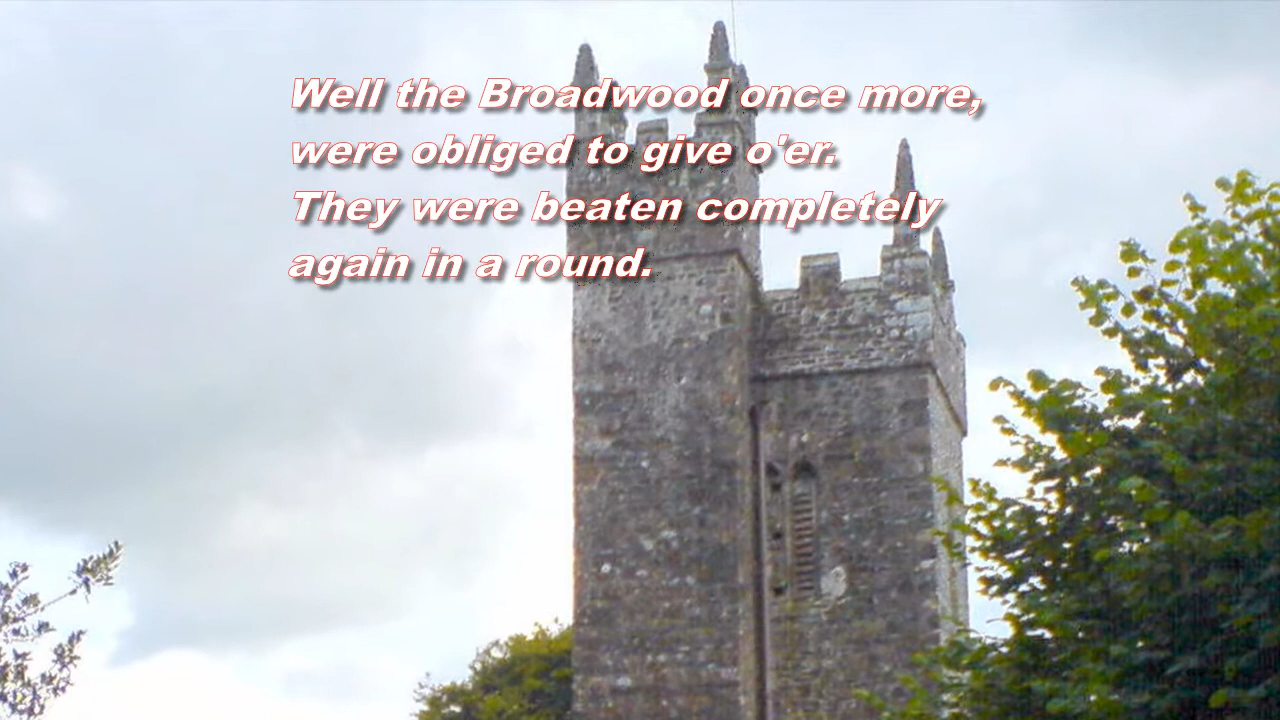 Well the Broadwood once more,
were obliged to give o'er.
They were beaten completely
again in a round.